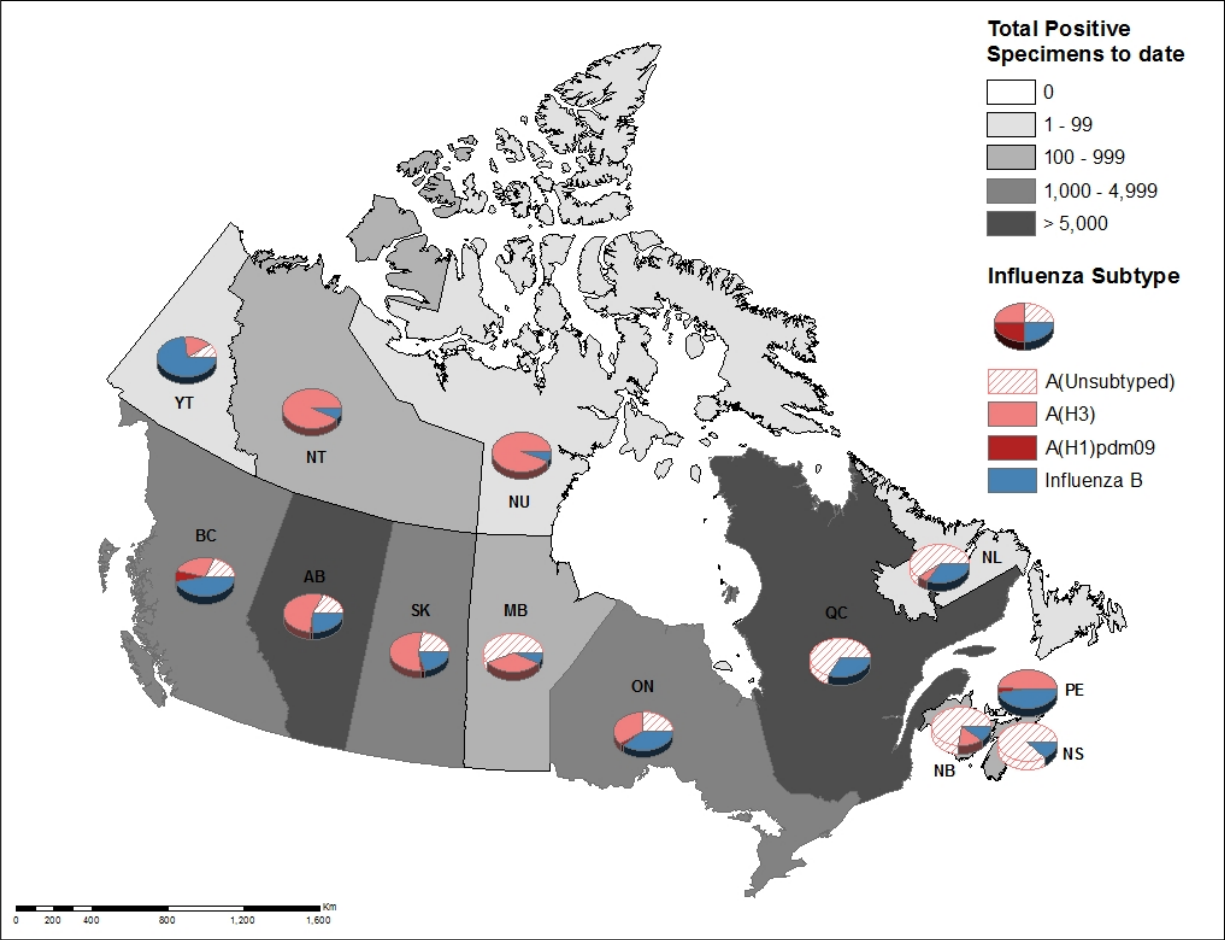 Total Positive
Specimens to date
0
1 - 99
100 - 999
1,000 - 4,999
> 5,000
Influenza Subtype
A(Unsubtyped)
A(H3)
A(H1)pdm09
Influenza B
YT
NT
NU
BC
AB
SK
MB
ON
QC
NL
PE
NB
NS
Km
0 200 400 800 1,200 1,600